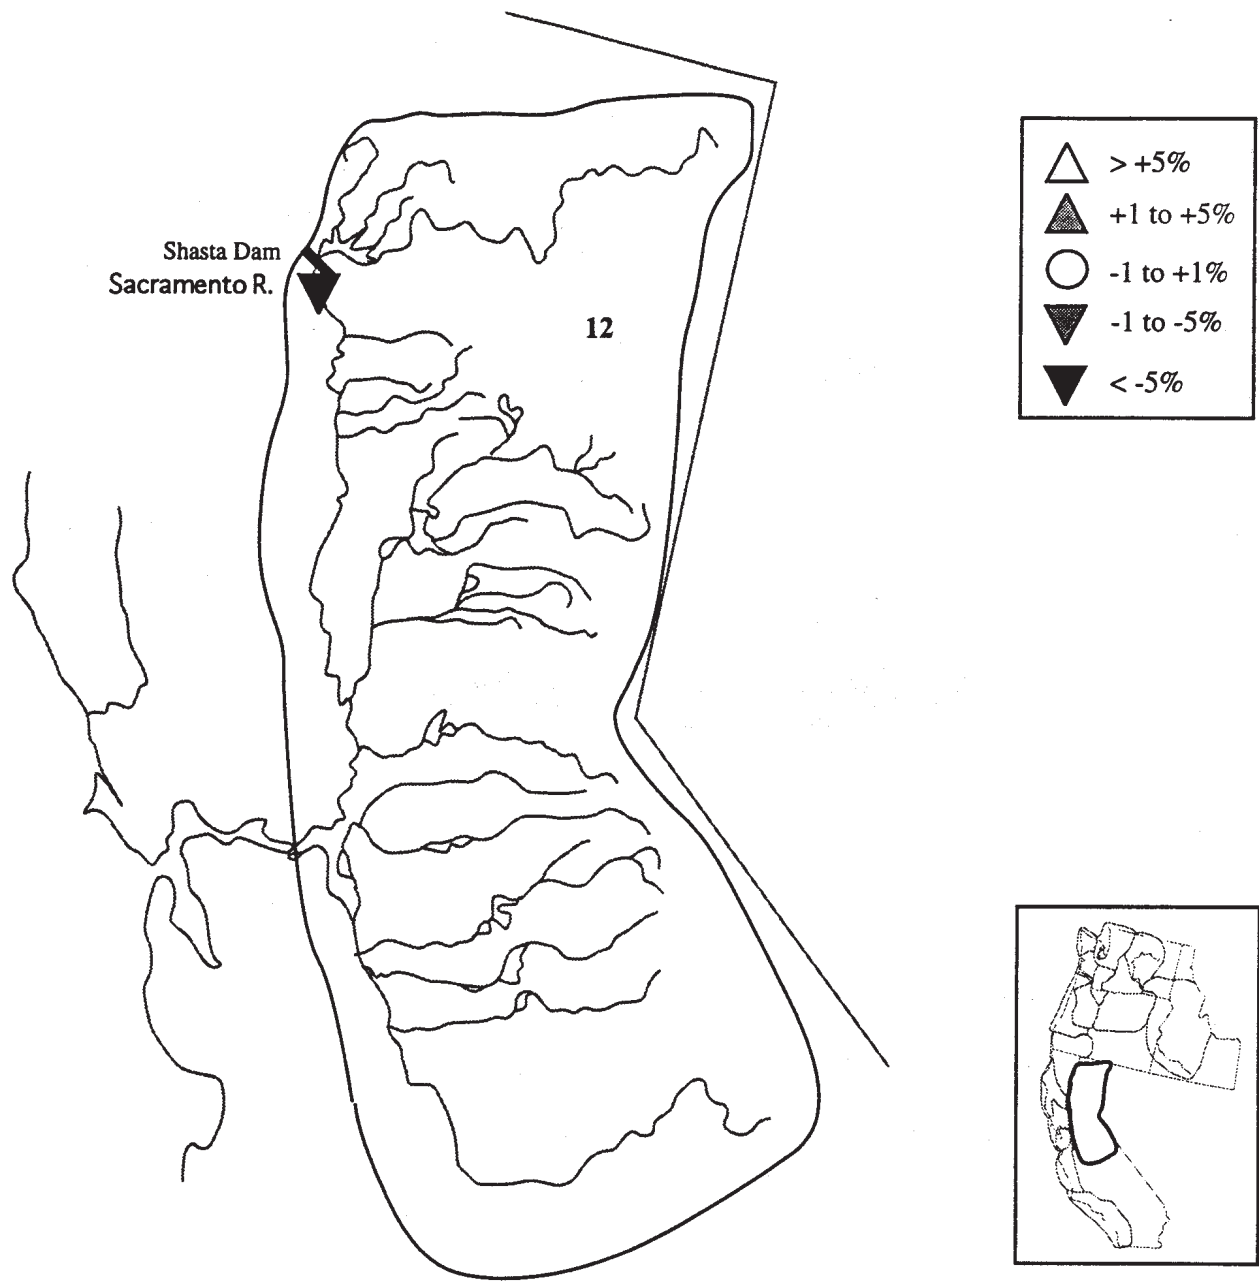 Shasta Dam
Sacramento R.
12
> +5%
+1 to +5%
-1 to +1%
-1 to -5%
< -5%